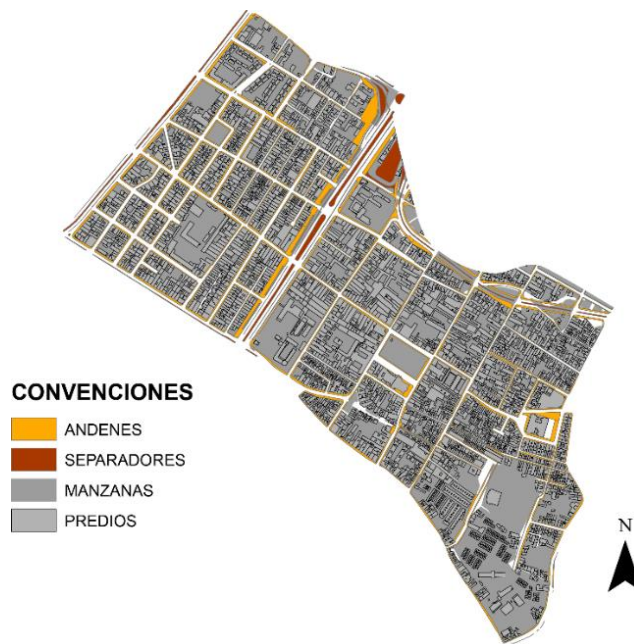 CONVENCIONES
ANDENES
SEPARADORES
MANZANAS
PREDIOS
N